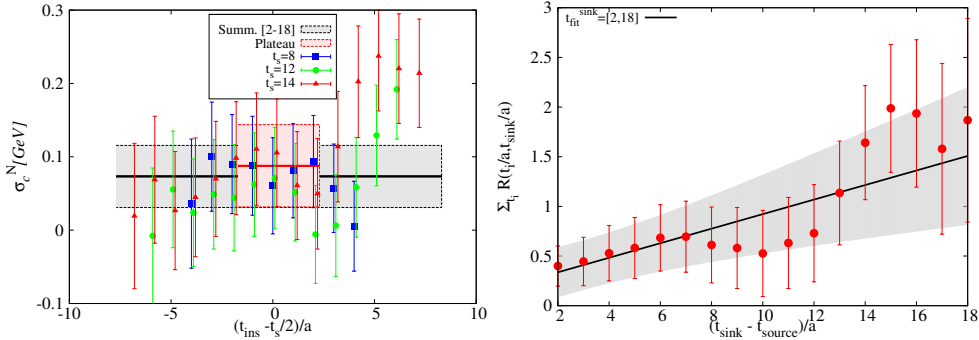 0.3
0.2
0.1
0
-0.1
σ_c^N[GeV]
Summ. [2-18]
Plateau
t_s=8
t_s=12
t_s=14
-10
-5
0
5
10
(t_ins -t_s/2)/a
3
2.5
2
1.5
1
0.5
0
Σ_{t_i} R(t_i/a,t_sink/a)
t_fit^sink=[2,18]
2
4
6
8
10
12
14
16
18
(t_sink - t_source)/a